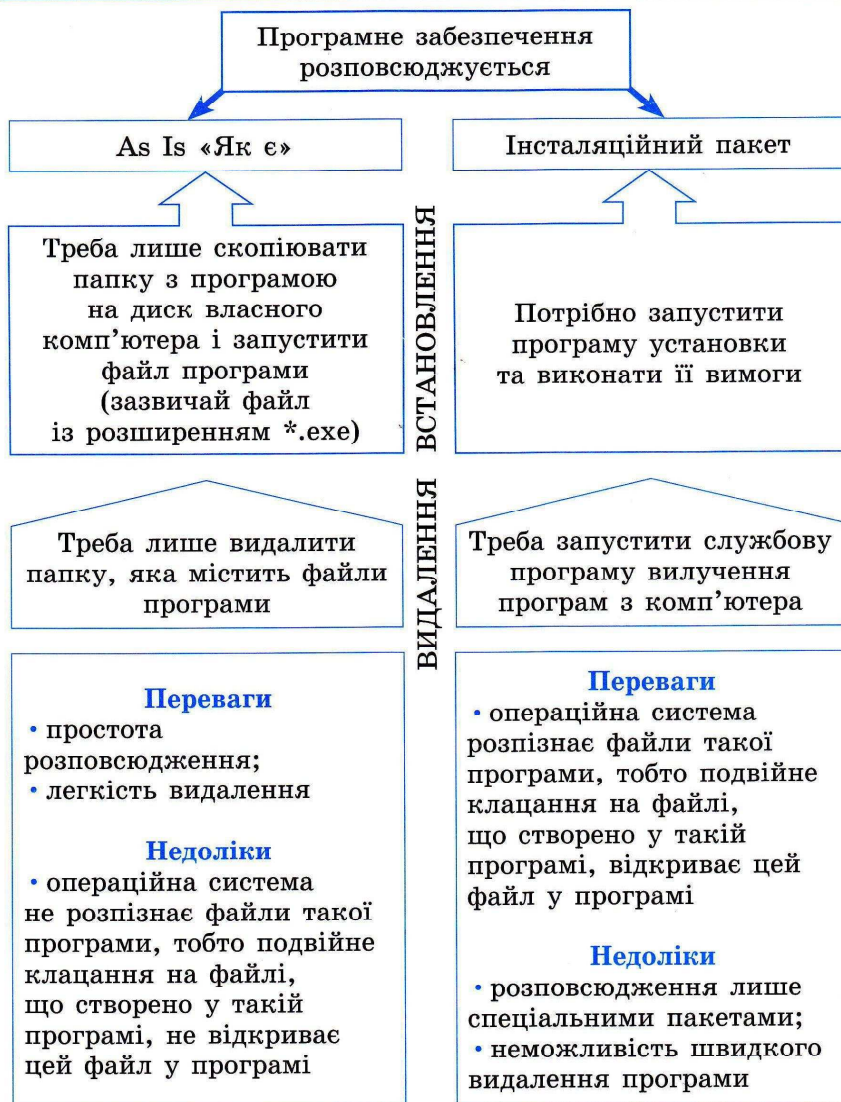 Програмне забезпечення
розповсюджується
As Is «Як є»
Інсталяційний пакет
ВСТАНОВЛЕННЯ
Треба лише скопіювати
папку з програмою
на диск власного
комп’ютера і запустити
файл програми
(зазвичай файл
із розширенням *.exe)
Потрібно запустити
програму установки
та виконати її вимоги
ВИДАЛЕННЯ
Треба лише видалити
папку, яка містить файли
програми
Треба запустити службову
програму вилучення
програм з комп’ютера
Переваги
• простота
розповсюдження;
• легкість видалення
Недоліки
• операційна система
не розпізнає файли такої
програми, тобто подвійне
клацання на файлі,
що створено у такій
програмі, не відкриває
цей файл у програмі
Переваги
• операційна система
розпізнає файли такої
програми, тобто подвійне
клацання на файлі,
що створено у такій
програмі, відкриває цей
файл у програмі
Недоліки
• розповсюдження лише
спеціальними пакетами;
• неможливість швидкого
видалення програми